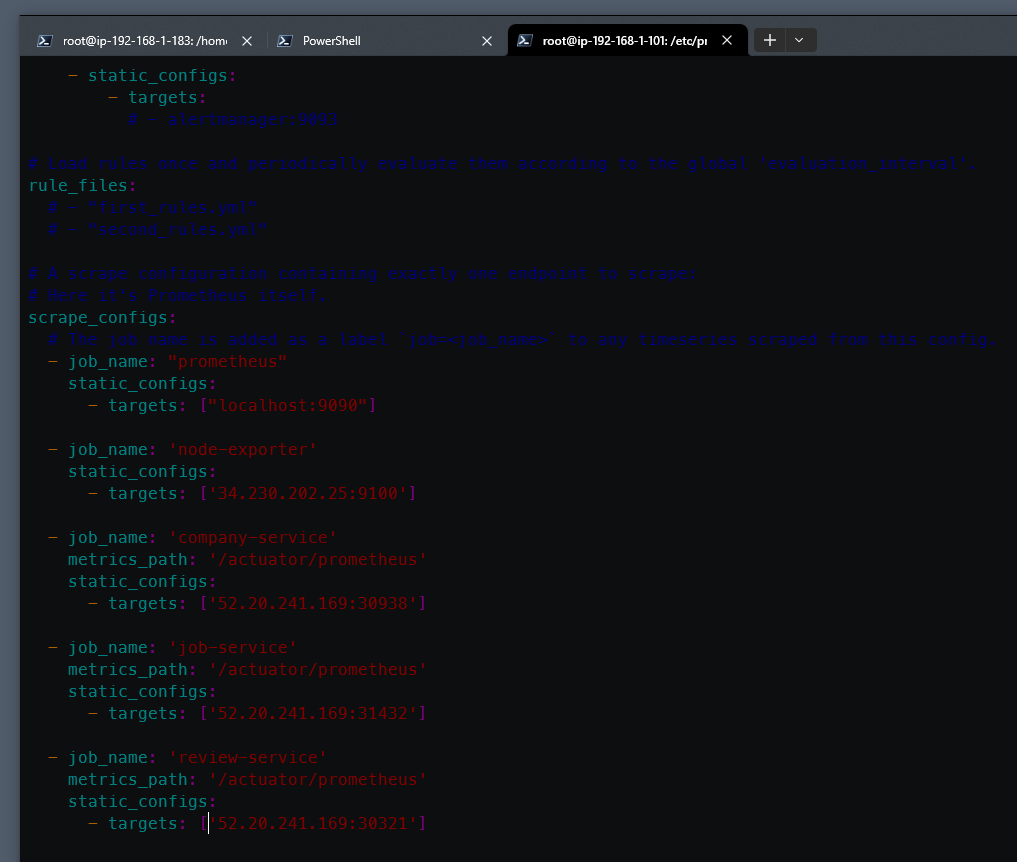 root@ip-192-168-1-183: /hom
PowerShell
root@ip-192-168-1-101: /etc/pr
- static_configs:
- targets:
# - alertmanager:9093
# Load rules once and periodically evaluate them according to the global 'evaluation_interval'.
rule_files:
# - "first_rules.yml"
# - "second_rules.yml"
# A scrape configuration containing exactly one endpoint to scrape:
# Here it's Prometheus itself.
scrape_configs:
# The job name is added as a label `job=<job_name>` to any timeseries scraped from this config.
- job_name: "prometheus"
static_configs:
- targets: ["localhost:9090"]
- job_name: 'node-exporter'
static_configs:
- targets: ['34.230.202.25:9100']
- job_name: 'company-service'
metrics_path: '/actuator/prometheus'
static_configs:
- targets: ['52.20.241.169:30938']
- job_name: 'job-service'
metrics_path: '/actuator/prometheus'
static_configs:
- targets: ['52.20.241.169:31432']
- job_name: 'review-service'
metrics_path: '/actuator/prometheus'
static_configs:
- targets: ['52.20.241.169:30321']